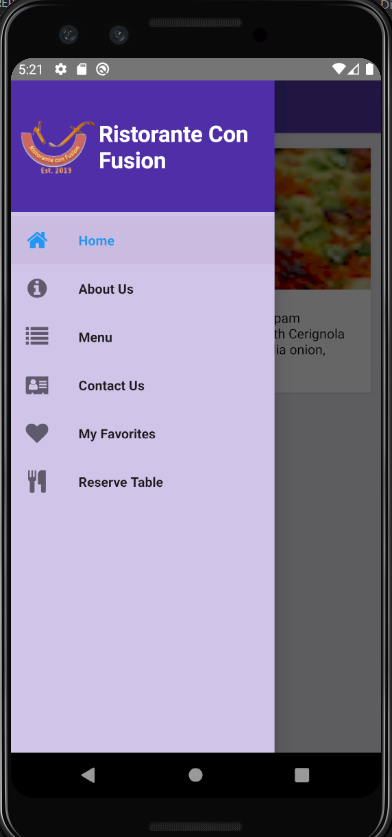 5:21
Ristorante Con
Fusion
Ristorante con Fusion
Est. 2013
Home
About Us
Menu
Contact Us
My Favorites
Reserve Table
pam
th Cerignola
ia onion,